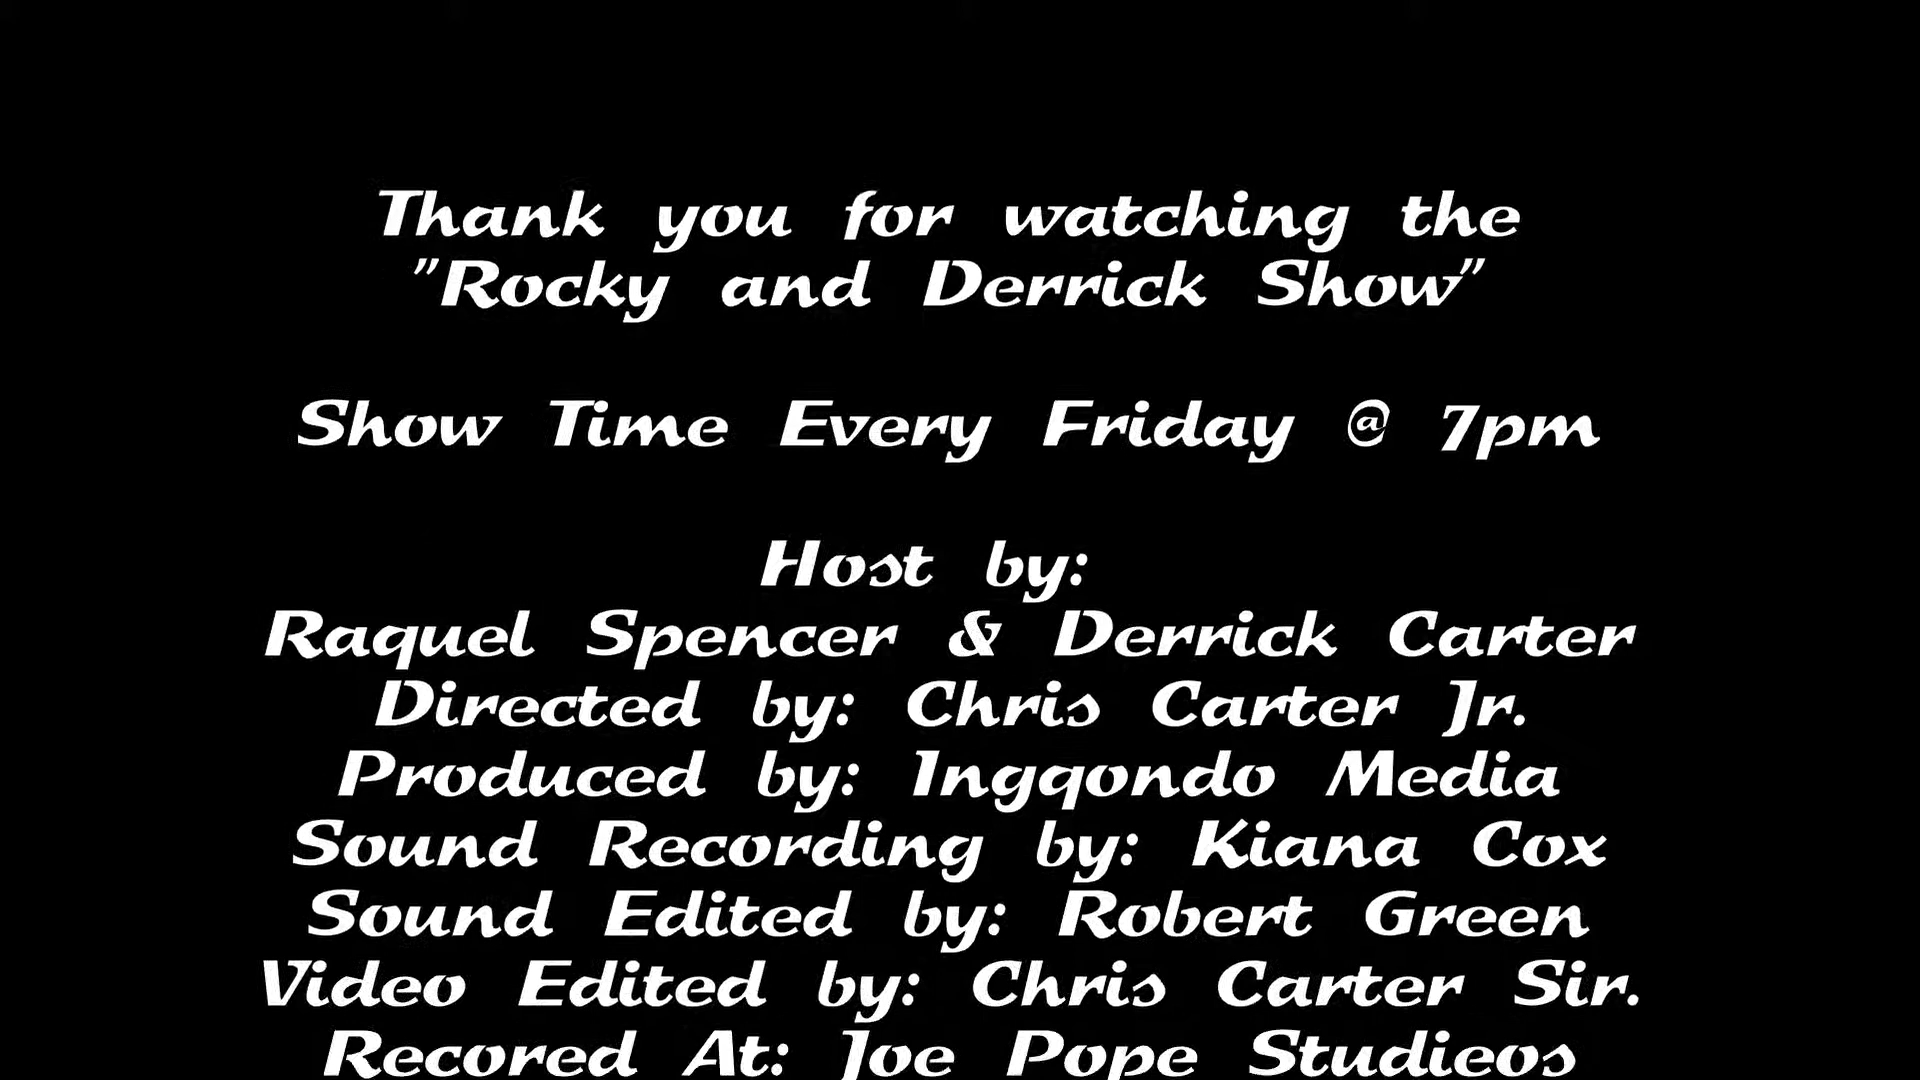 Thank you for watching the
"Rocky and Derrick Show"
Show Time Every Friday @ 7pm
Host by:
Raquel Spencer & Derrick Carter
Directed by: Chris Carter Jr.
Produced by: Ingqondo Media
Sound Recording by: Kiana Cox
Sound Edited by: Robert Green
Video Edited by: Chris Carter Sir.
Recored At: Joe Pope Studieos